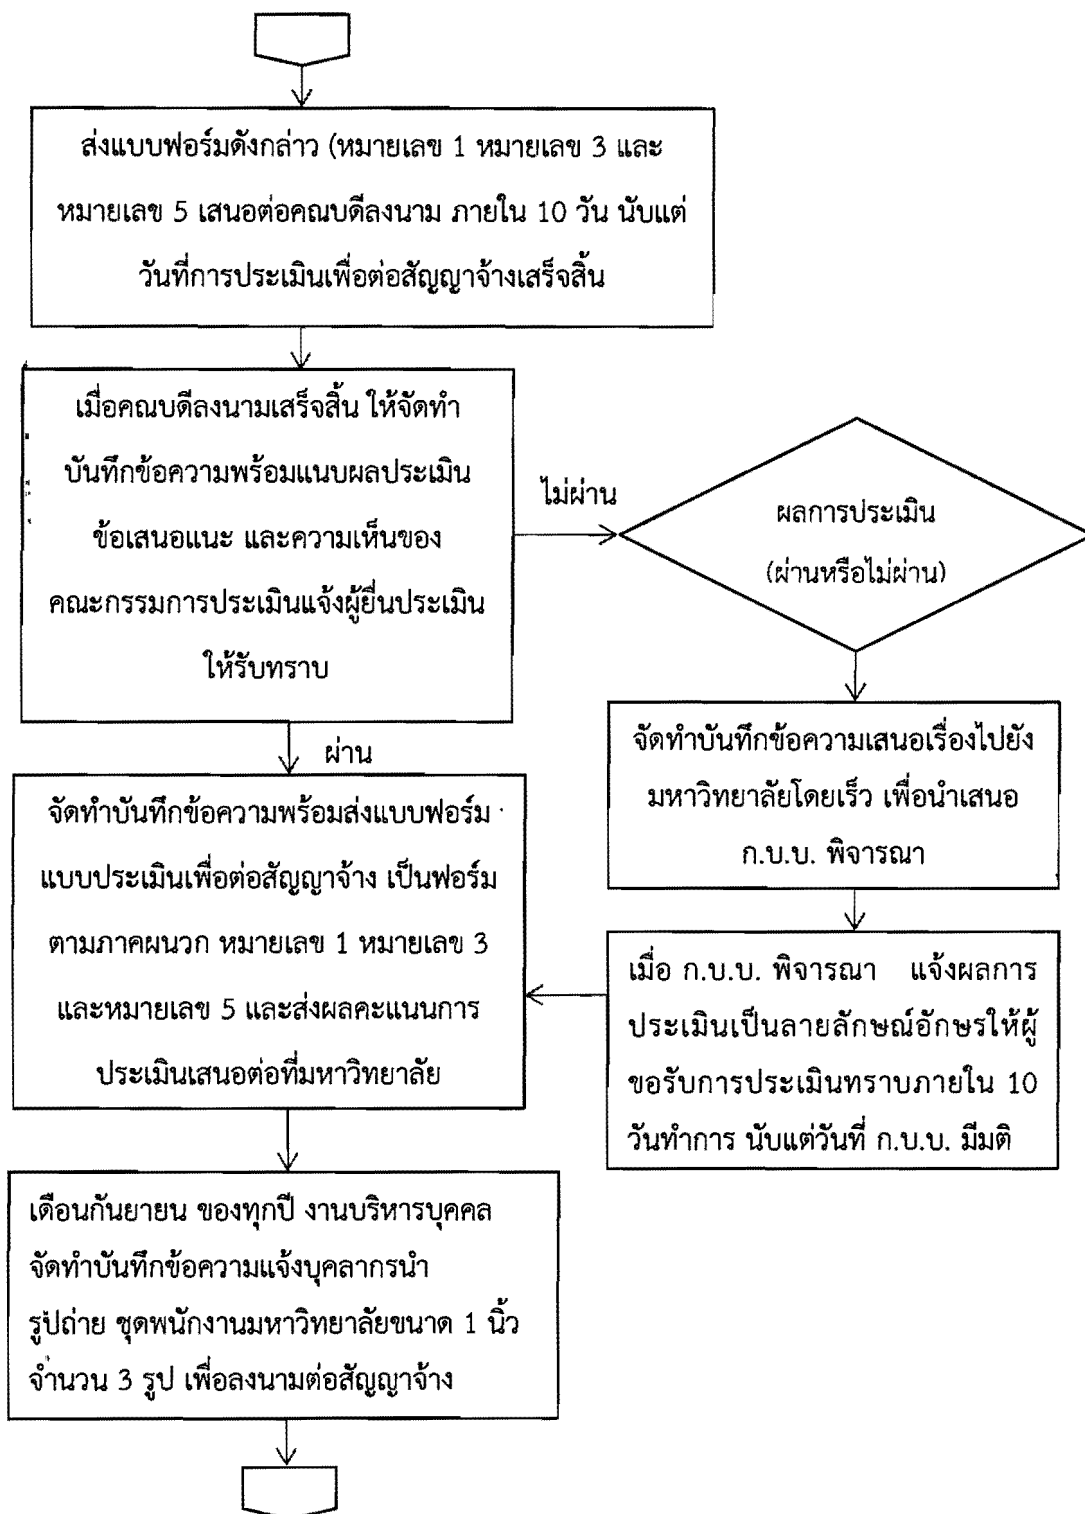 ส่งแบบฟอร์มดังกล่าว (หมายเลข 1 หมายเลข 3 และ
หมายเลข 5 เสนอต่อคณบดีลงนาม ภายใน 10 วัน นับแต่
วันที่การประเมินเพื่อต่อสัญญาจ้างเสร็จสิ้น
เมื่อคณบดีลงนามเสร็จสิ้น ให้จัดทำ
บันทึกข้อความพร้อมแนบผลประเมิน
ข้อเสนอแนะ และความเห็นของ
คณะกรรมการประเมินแจ้งผู้ยื่นประเมิน
ให้รับทราบ
ไม่ผ่าน
ผลการประเมิน
(ผ่านหรือไม่ผ่าน)
จัดทำบันทึกข้อความเสนอเรื่องไปยัง
มหาวิทยาลัยโดยเร็ว เพื่อนำเสนอ
ก.บ.บ. พิจารณา
เมื่อ ก.บ.บ. พิจารณา แจ้งผลการ
ประเมินเป็นลายลักษณ์อักษรให้ผู้
ขอรับการประเมินทราบภายใน 10
วันทำการ นับแต่วันที่ ก.บ.บ. มีมติ
ผ่าน
จัดทำบันทึกข้อความพร้อมส่งแบบฟอร์ม
แบบประเมินเพื่อต่อสัญญาจ้าง เป็นฟอร์ม
ตามภาคผนวก หมายเลข 1 หมายเลข 3
และหมายเลข 5 และส่งผลคะแนนการ
ประเมินเสนอต่อที่มหาวิทยาลัย
เดือนกันยายน ของทุกปี งานบริหารบุคคล
จัดทำบันทึกข้อความแจ้งบุคลากรนำ
รูปถ่าย ชุดพนักงานมหาวิทยาลัยขนาด 1 นิ้ว
จำนวน 3 รูป เพื่อลงนามต่อสัญญาจ้าง